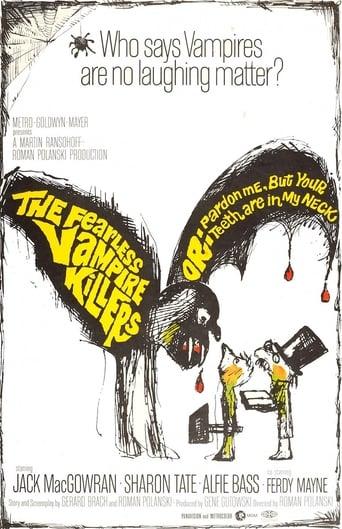 Who says Vampires
are no laughing matter?
METRO-GOLDWYN-MAYER
presents
A MARTIN RANSOHOFF-
ROMAN POLANSKI PRODUCTION
THE FeaRLess
VAMPIRE
KILLERS
OR: Pardon me, But YOUR
Teeth are in My NecK
starring
JACK MacGOWRAN · SHARON TATE · ALFIE BASS ·
co-starring
FERDY MAYNE
Story and Screenplay by GERARD BRACH and ROMAN POLANSKI · Produced by GENE GUTOWSKI · Directed by ROMAN POLANSKI
PANAVISION and METROCOLOR
MGM